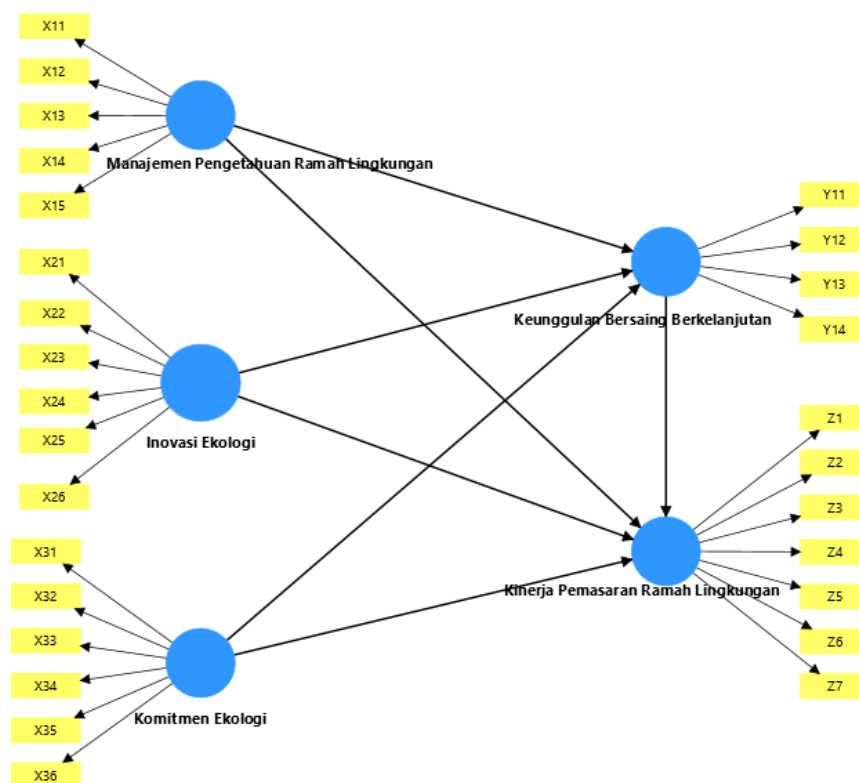 X11
X12
X13
X14
X15
Manajemen Pengetahuan Ramah Lingkungan
X21
X22
X23
X24
X25
X26
Inovasi Ekologi
X31
X32
X33
X34
X35
X36
Komitmen Ekologi
Y11
Y12
Y13
Y14
Keunggulan Bersaing Berkelanjutan
Z1
Z2
Z3
Z4
Z5
Z6
Z7
Kinerja Pemasaran Ramah Lingkungan